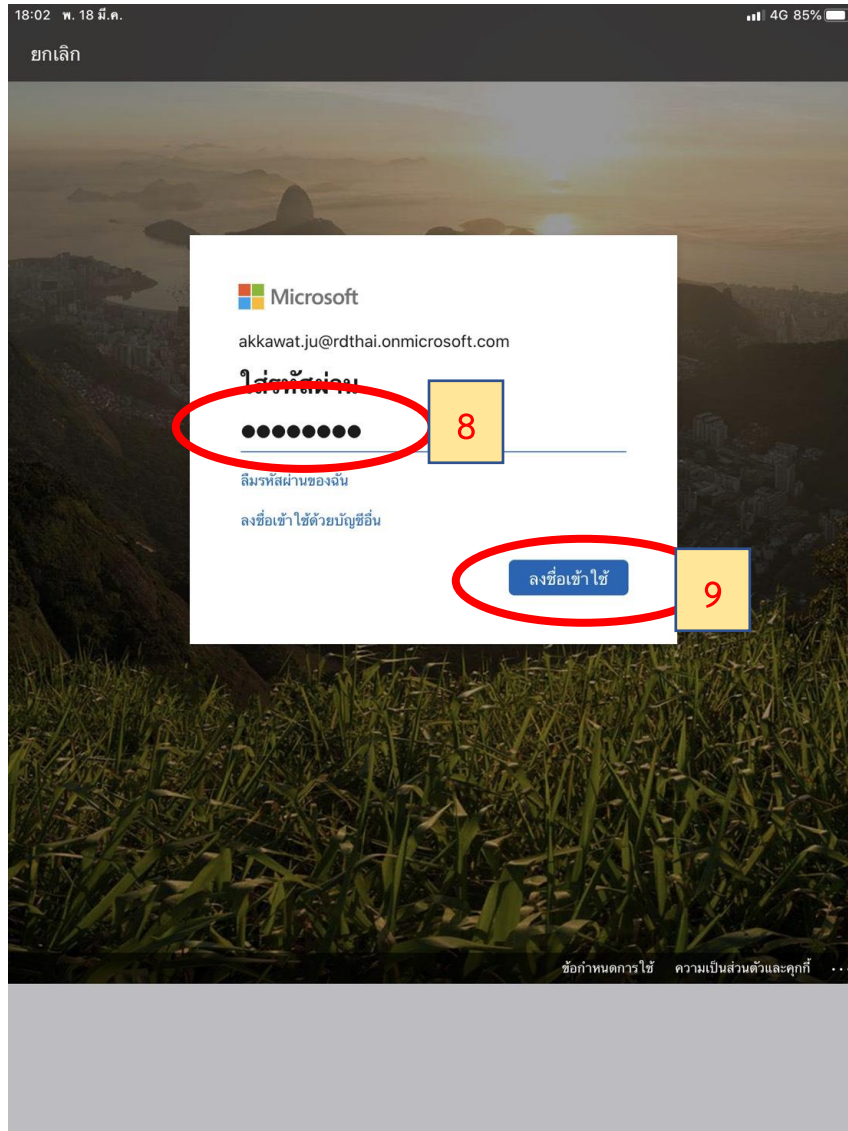 18:02 พ. 18 มี.ค. 4G 85%
ยกเลิก
Microsoft
akkawat.ju@rdthai.onmicrosoft.com
ใส่รหัสผ่าน
●●●●●●●●
8
ลืมรหัสผ่านของฉัน
ลงชื่อเข้าใช้ด้วยบัญชีอื่น
ลงชื่อเข้าใช้
9
ข้อกำหนดการใช้ ความเป็นส่วนตัวและคุกกี้ ...